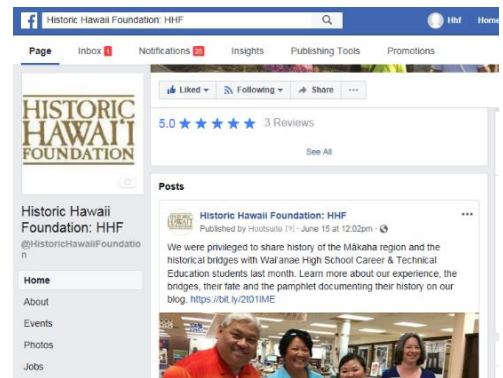 Historic Hawaii Foundation: HHF
Hhf Home
Page Inbox 1 Notifications 28 Insights Publishing Tools Promotions
Liked Following Share ...
HISTORIC
HAWAI'I
FOUNDATION
5.0 ★ ★ ★ ★ ★ 3 Reviews
See All
Posts
Historic Hawaii
Foundation: HHF
@HistoricHawaiiFoundatio
n
Home
About
Events
Photos
Jobs
Historic Hawaii Foundation: HHF
Published by Hootsuite [?] · June 15 at 12:02pm ·
We were privileged to share history of the Mākaha region and the
historical bridges with Wai'anae High School Career & Technical
Education students last month. Learn more about our experience, the
bridges, their fate and the pamphlet documenting their history on our
blog. https://bit.ly/2t01IME